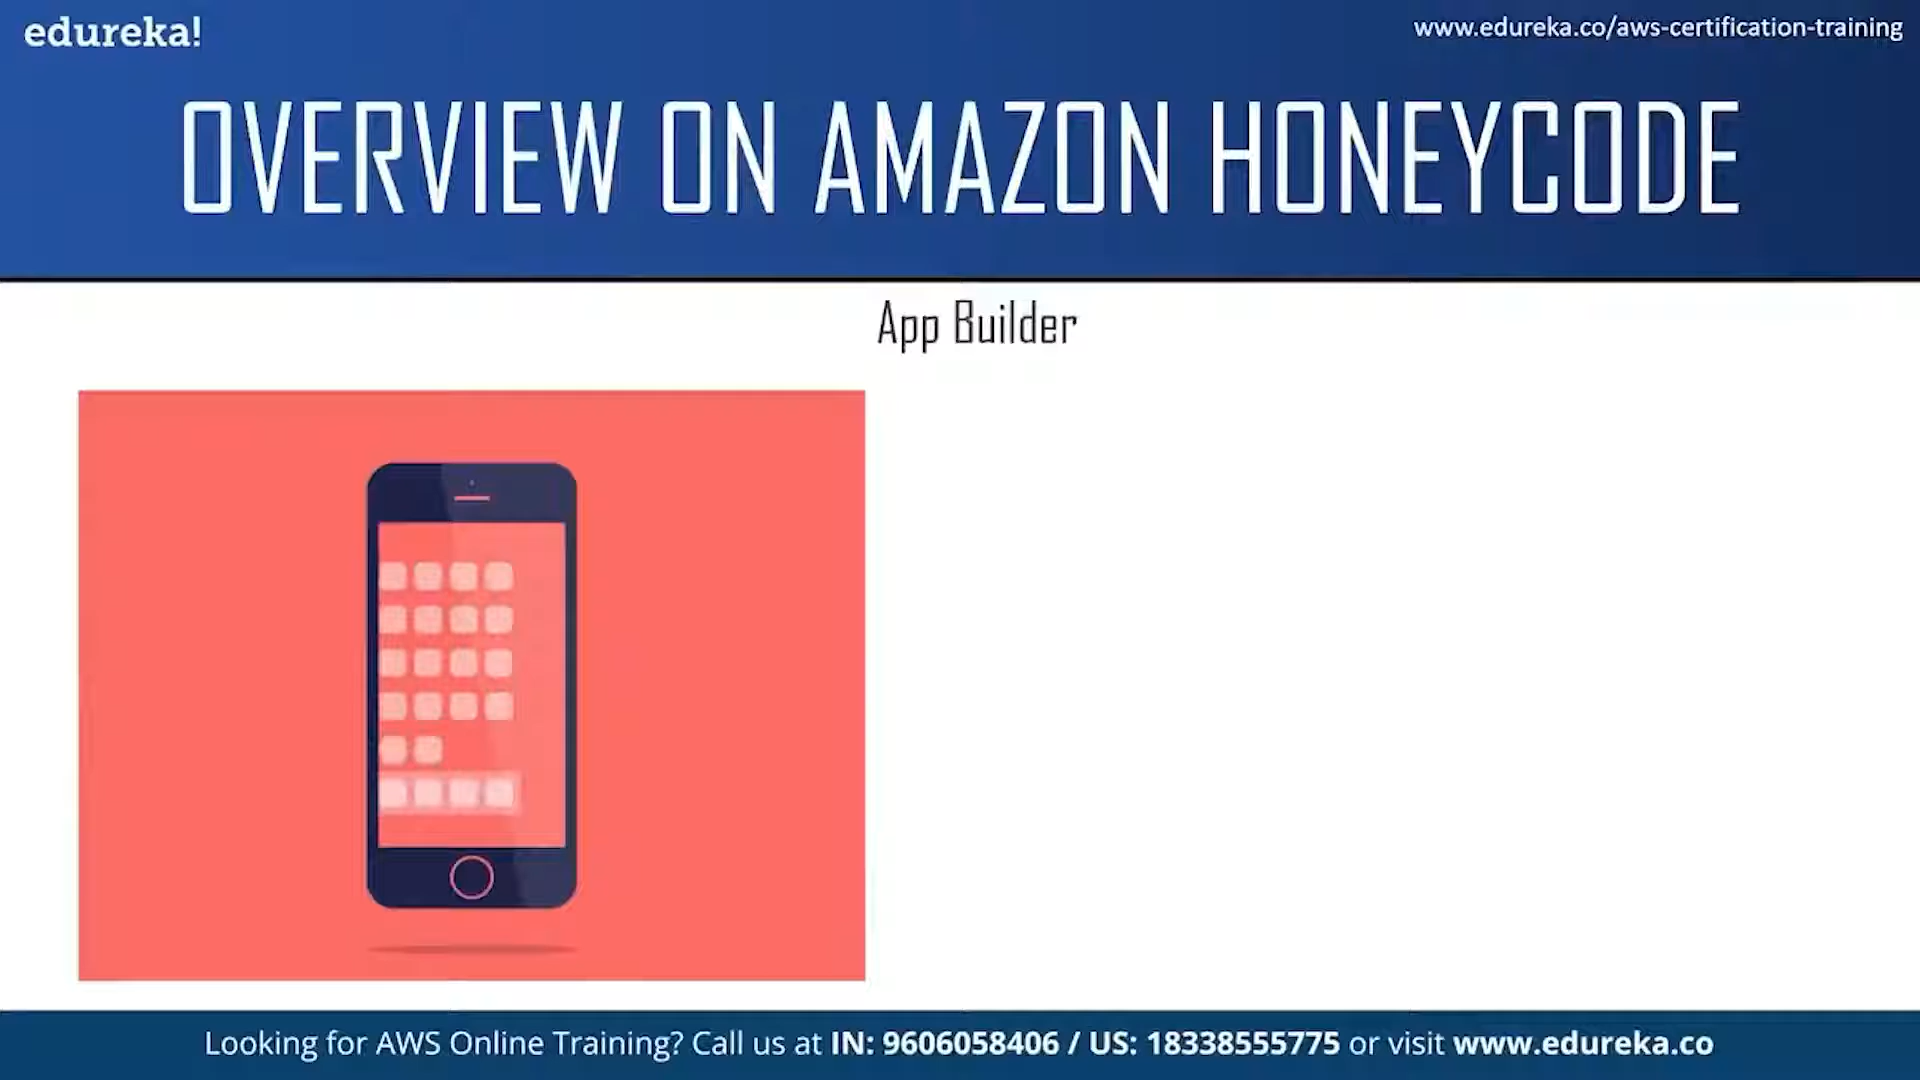 edureka!
www.edureka.co/aws-certification-training
OVERVIEW ON AMAZON HONEYCODE
App Builder
Looking for AWS Online Training? Call us at IN: 9606058406 / US: 18338555775 or visit www.edureka.co